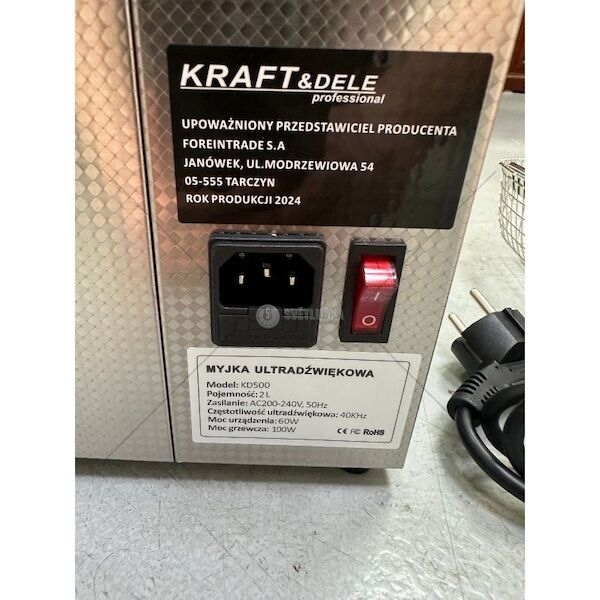 KRAFT&DELE
professional
UPOWAŻNIONY PRZEDSTAWICIEL PRODUCENTA
FOREINTRADE S.A
JANÓWEK, UL.MODRZEWIOWA 54
05-555 TARCZYN
ROK PRODUKCJI 2024
MYJKA ULTRADŹWIĘKOWA
Model: KD500
Pojemność: 2L
Zasilanie: AC200-240V, 50Hz
Częstotliwość ultradźwiękowa: 40KHz
Moc urządzenia: 60W
Moc grzewcza: 100W
CE FC RoHS